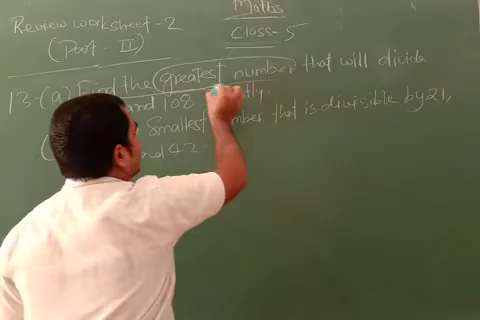 Review worksheet-2
(Part - II)
Maths
Class-5
13-(a) Find the greatest number that will divide
and 108
Smallest number that is divisible by 21,
and 42.